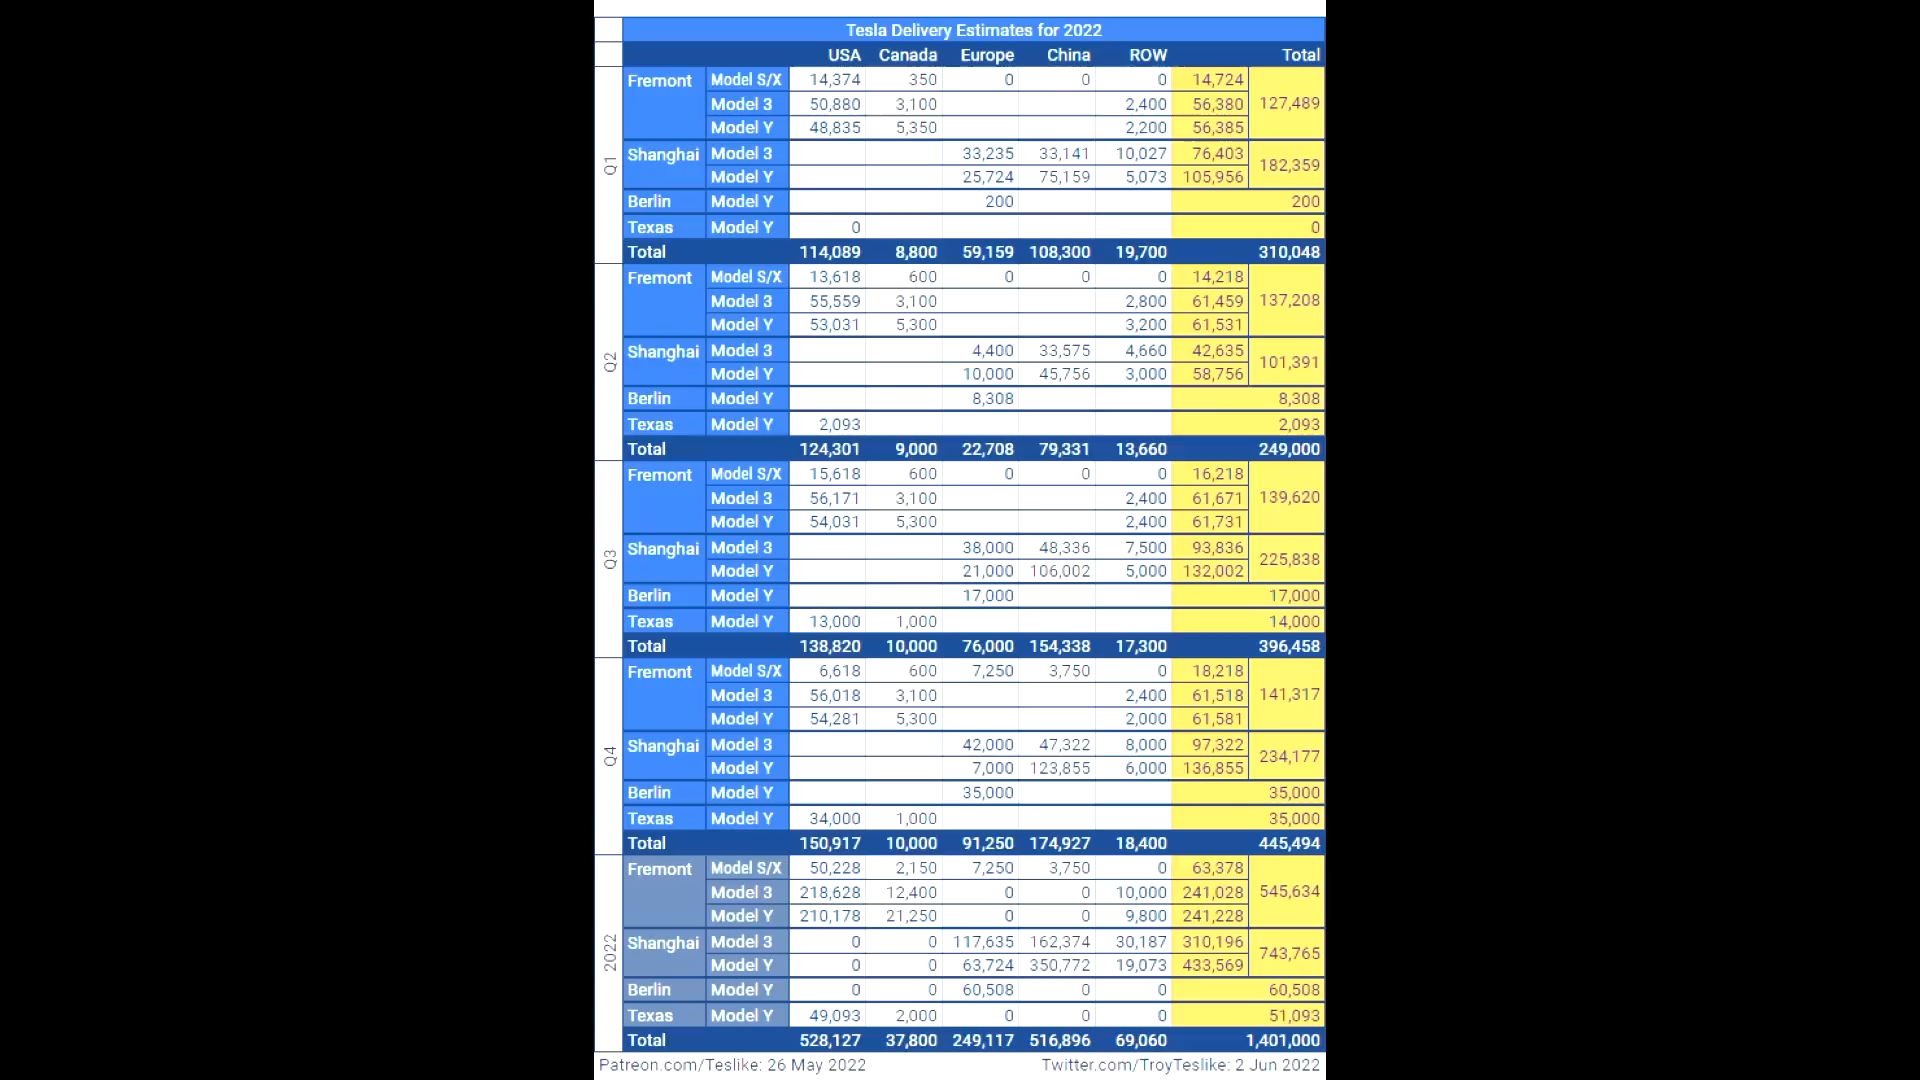 Tesla Delivery Estimates for 2022
USA Canada Europe China ROW Total
Q1
Fremont Model S/X 14,374 350 0 0 0 14,724 127,489
Model 3 50,880 3,100 2,400 56,380
Model Y 48,835 5,350 2,200 56,385
Shanghai Model 3 33,235 33,141 10,027 76,403 182,359
Model Y 25,724 75,159 5,073 105,956
Berlin Model Y 200 200
Texas Model Y 0 0
Total 114,089 8,800 59,159 108,300 19,700 310,048
Q2
Fremont Model S/X 13,618 600 0 0 0 14,218 137,208
Model 3 55,559 3,100 2,800 61,459
Model Y 53,031 5,300 3,200 61,531
Shanghai Model 3 4,400 33,575 4,660 42,635 101,391
Model Y 10,000 45,756 3,000 58,756
Berlin Model Y 8,308 8,308
Texas Model Y 2,093 2,093
Total 124,301 9,000 22,708 79,331 13,660 249,000
Q3
Fremont Model S/X 15,618 600 0 0 0 16,218 139,620
Model 3 56,171 3,100 2,400 61,671
Model Y 54,031 5,300 2,400 61,731
Shanghai Model 3 38,000 48,336 7,500 93,836 225,838
Model Y 21,000 106,002 5,000 132,002
Berlin Model Y 17,000 17,000
Texas Model Y 13,000 1,000 14,000
Total 138,820 10,000 76,000 154,338 17,300 396,458
Q4
Fremont Model S/X 6,618 600 7,250 3,750 0 18,218 141,317
Model 3 56,018 3,100 2,400 61,518
Model Y 54,281 5,300 2,000 61,581
Shanghai Model 3 42,000 47,322 8,000 97,322 234,177
Model Y 7,000 123,855 6,000 136,855
Berlin Model Y 35,000 35,000
Texas Model Y 34,000 1,000 35,000
Total 150,917 10,000 91,250 174,927 18,400 445,494
2022
Fremont Model S/X 50,228 2,150 7,250 3,750 0 63,378 545,634
Model 3 218,628 12,400 0 0 10,000 241,028
Model Y 210,178 21,250 0 0 9,800 241,228
Shanghai Model 3 0 0 117,635 162,374 30,187 310,196 743,765
Model Y 0 0 63,724 350,772 19,073 433,569
Berlin Model Y 0 0 60,508 0 0 60,508
Texas Model Y 49,093 2,000 0 0 0 51,093
Total 528,127 37,800 249,117 516,896 69,060 1,401,000
Patreon.com/Teslike: 26 May 2022 Twitter.com/TroyTeslike: 2 Jun 2022